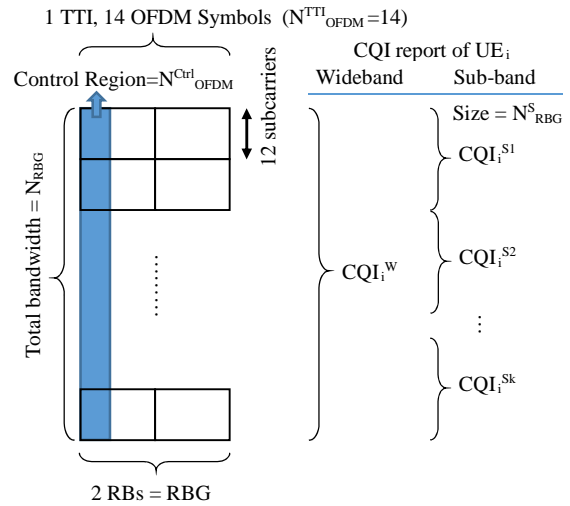 1 TTI, 14 OFDM Symbols (N^TTI_OFDM=14)
CQI report of UE_i
Control Region=N^Ctrl_OFDM
Wideband
Sub-band
Size = N^S_RBG
12 subcarriers
CQI_i^S1
Total bandwidth = N_RBG
CQI_i^W
CQI_i^S2
CQI_i^Sk
2 RBs = RBG